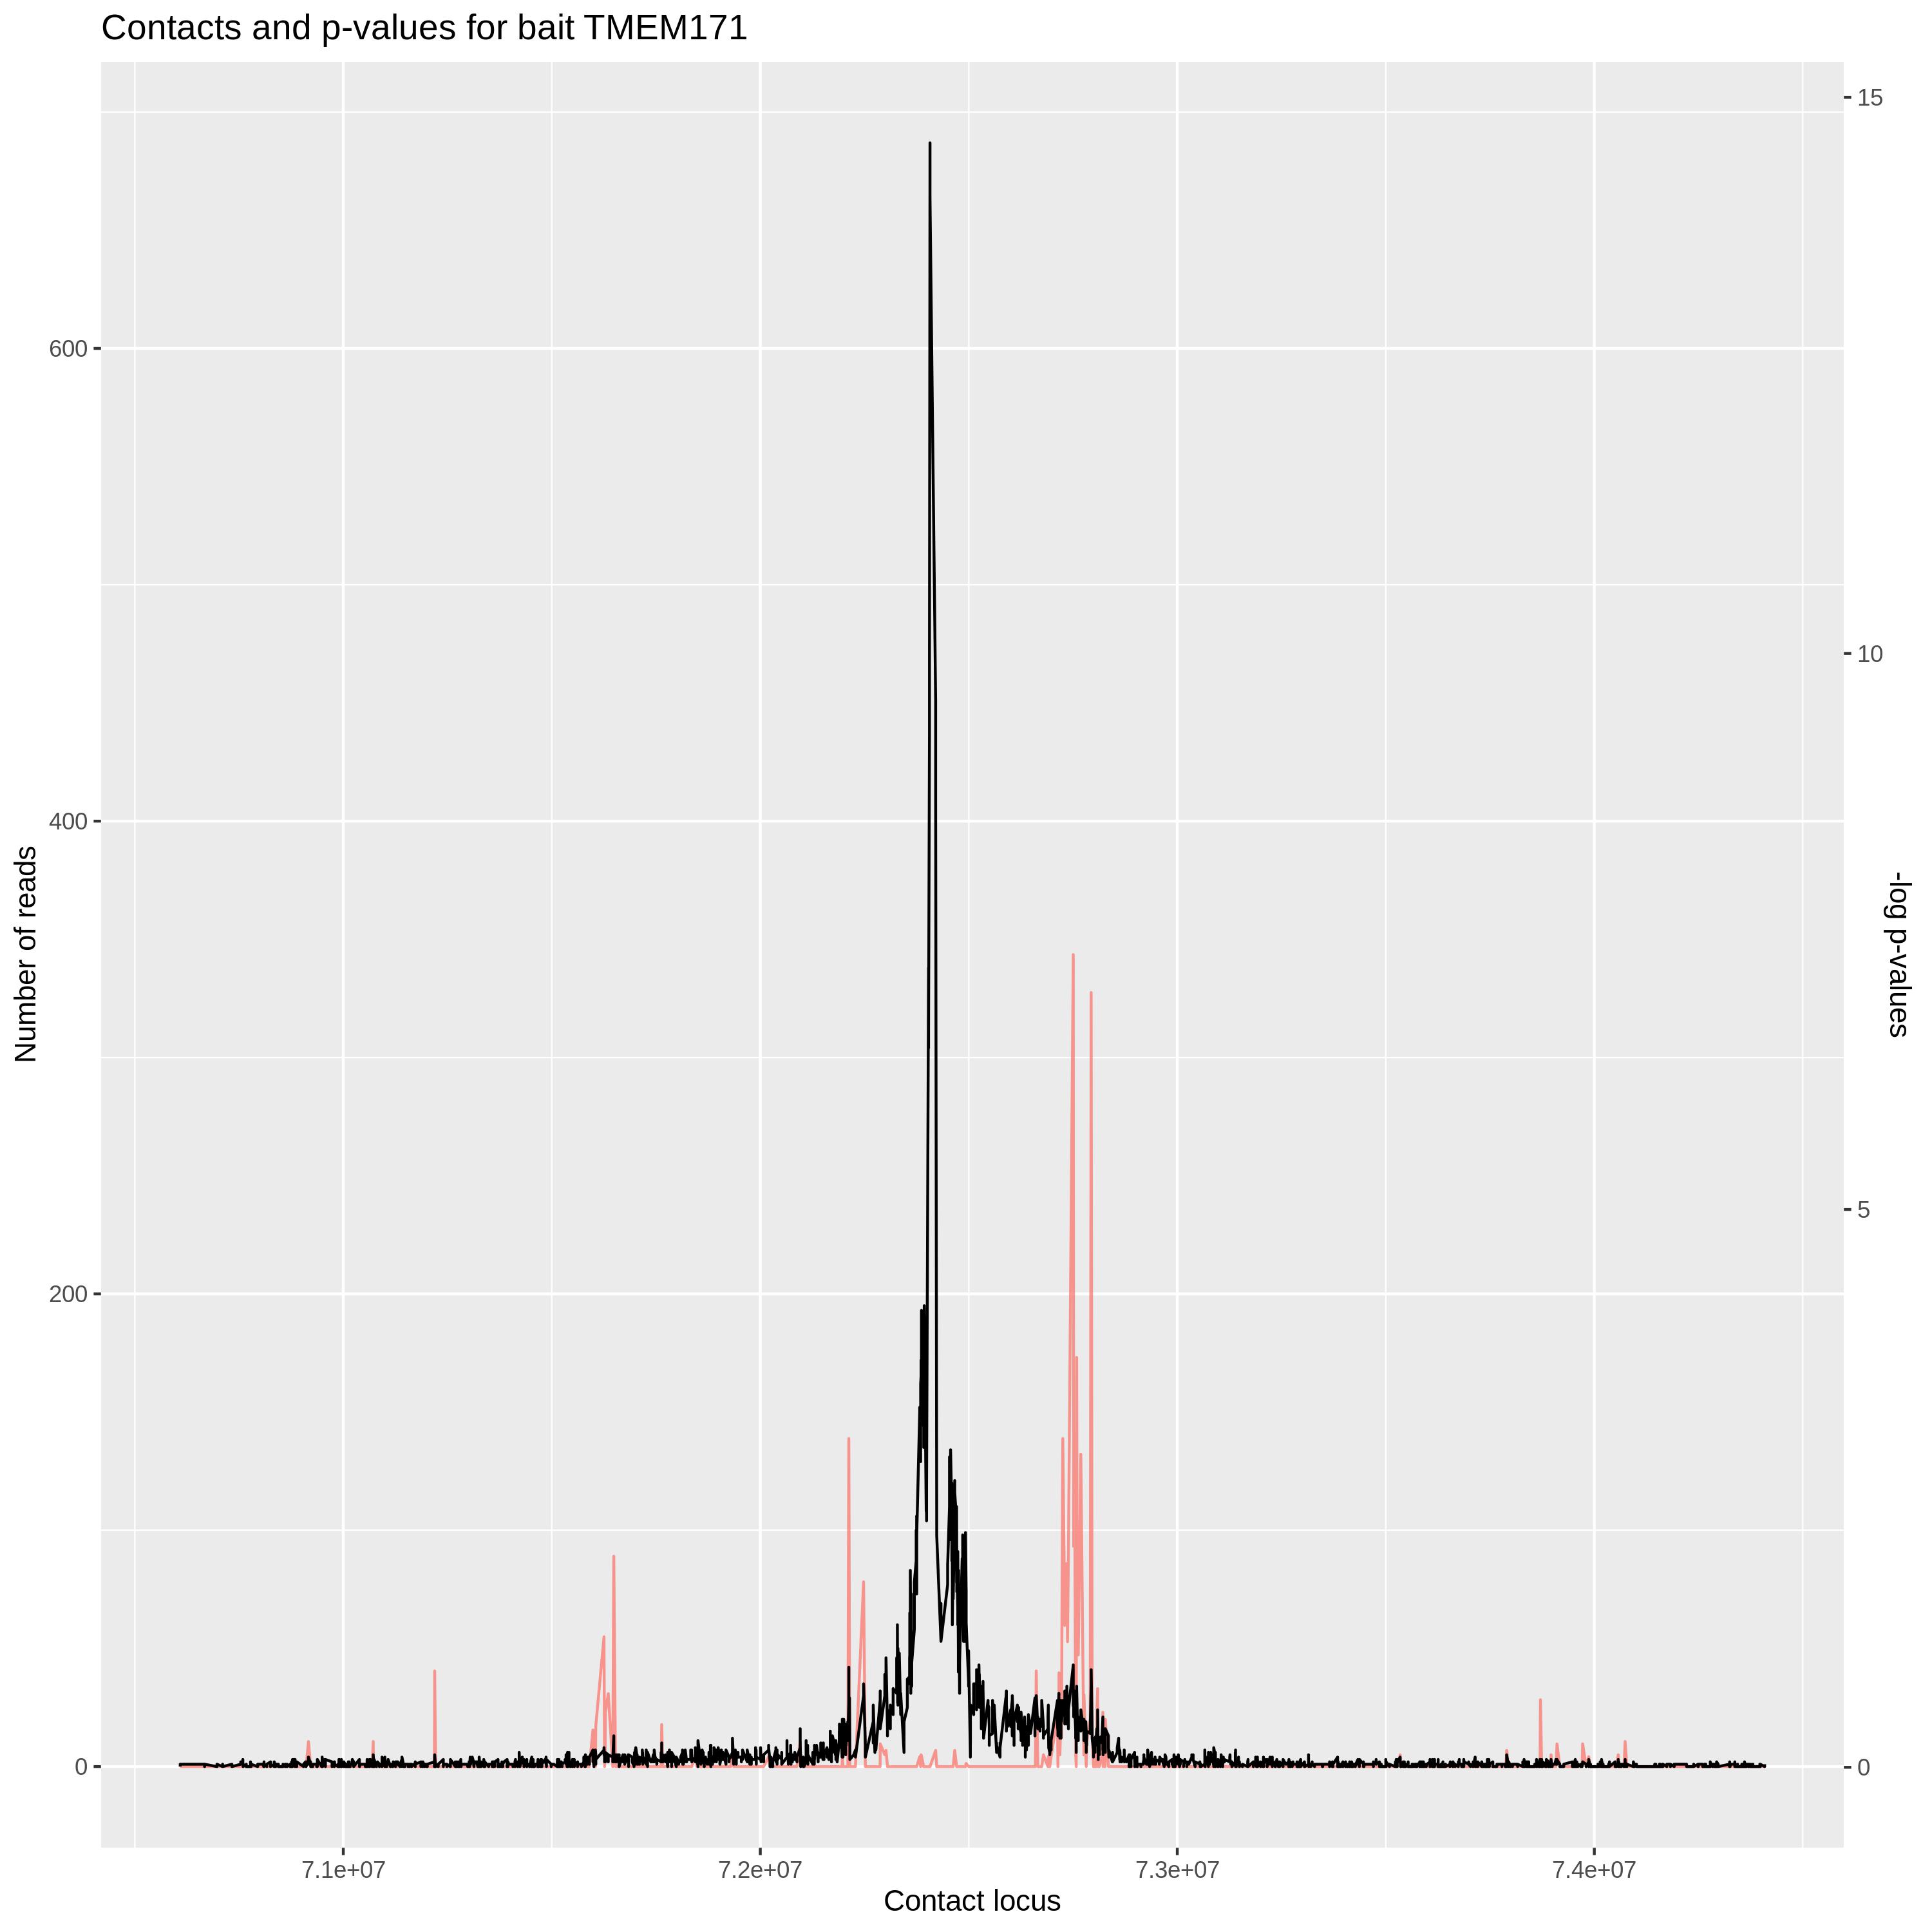 Contacts and p-values for bait TMEM171
15
600
10
400
Number of reads
-log p-values
5
200
0
0
7.1e+07
7.2e+07
7.3e+07
7.4e+07
Contact locus